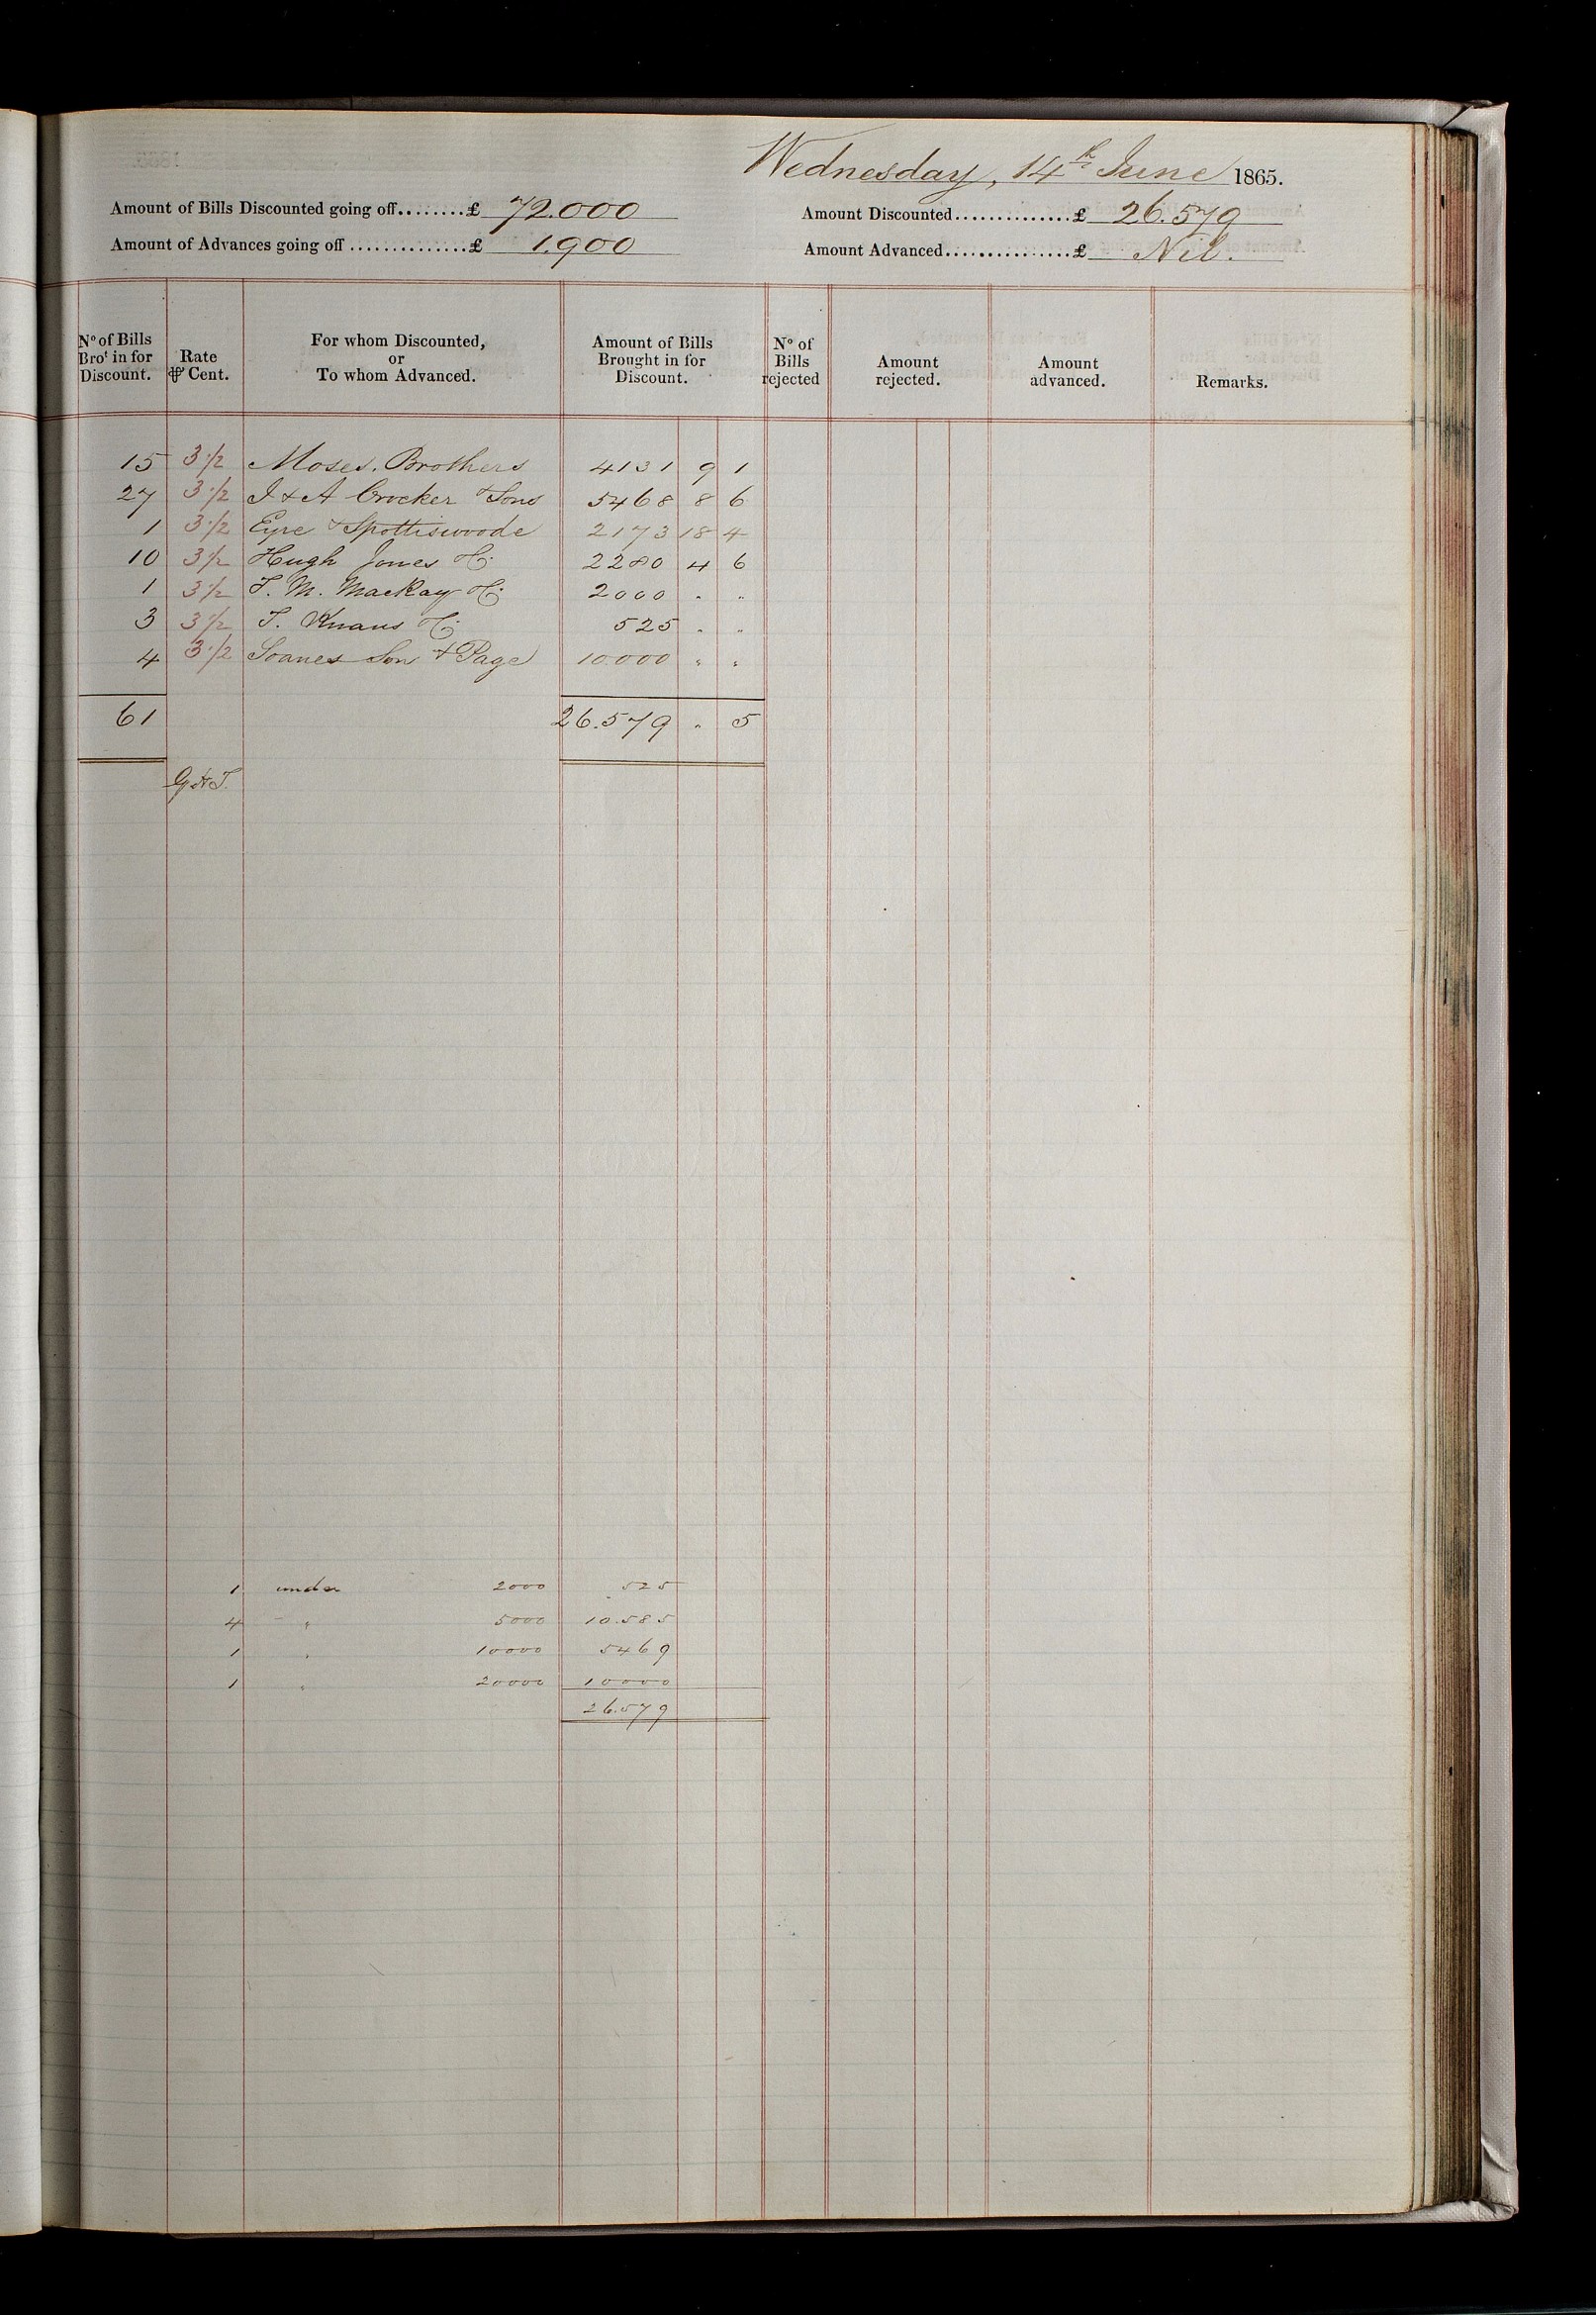 Wednesday, 14th June 1865.
Amount of Bills Discounted going off........£ 72.000
Amount Discounted..............£ 26.579
Amount of Advances going off..............£ 1.900
Amount Advanced...............£ Nil.
No of Bills Brot in for Discount.
Rate ⅌ Cent.
For whom Discounted, or To whom Advanced.
Amount of Bills Brought in for Discount.
No of Bills rejected
Amount rejected.
Amount advanced.
Remarks.
15 3½ Moses. Brothers 4131 9 1
27 3½ I & A Crocker & Sons 5468 8 6
1 3½ Eyre & Spottiswoode 2173 18 4
10 3½ Hugh Jones & Co. 2280 4 6
1 3½ T. M. MacKay & Co. 2000 " "
3 3½ T. & Co. 525 " "
4 3½ Soanes Son & Page 10.000 " "
61 26.579 " 5
1 under 2000 525
4 " 5000 10.585
1 " 10000 5469
1 " 20000 10000
26.579